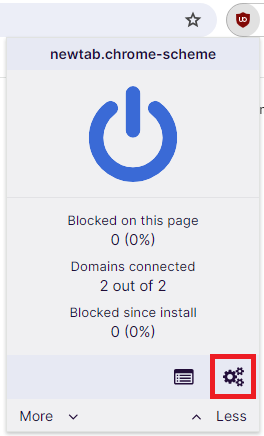 newtab.chrome-scheme
Blocked on this page
0 (0%)
Domains connected
2 out of 2
Blocked since install
0 (0%)
More
Less